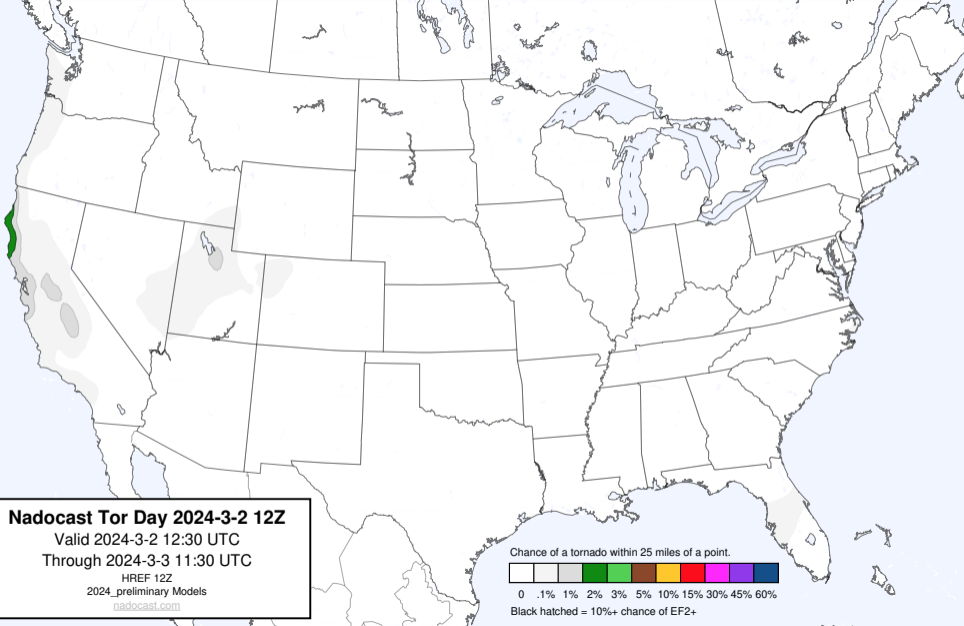 Nadocast Tor Day 2024-3-2 12Z
Valid 2024-3-2 12:30 UTC
Through 2024-3-3 11:30 UTC
HREF 12Z
2024_preliminary Models
nadocast.com
Chance of a tornado within 25 miles of a point.
0 .1% 1% 2% 3% 5% 10% 15% 30% 45% 60%
Black hatched = 10%+ chance of EF2+